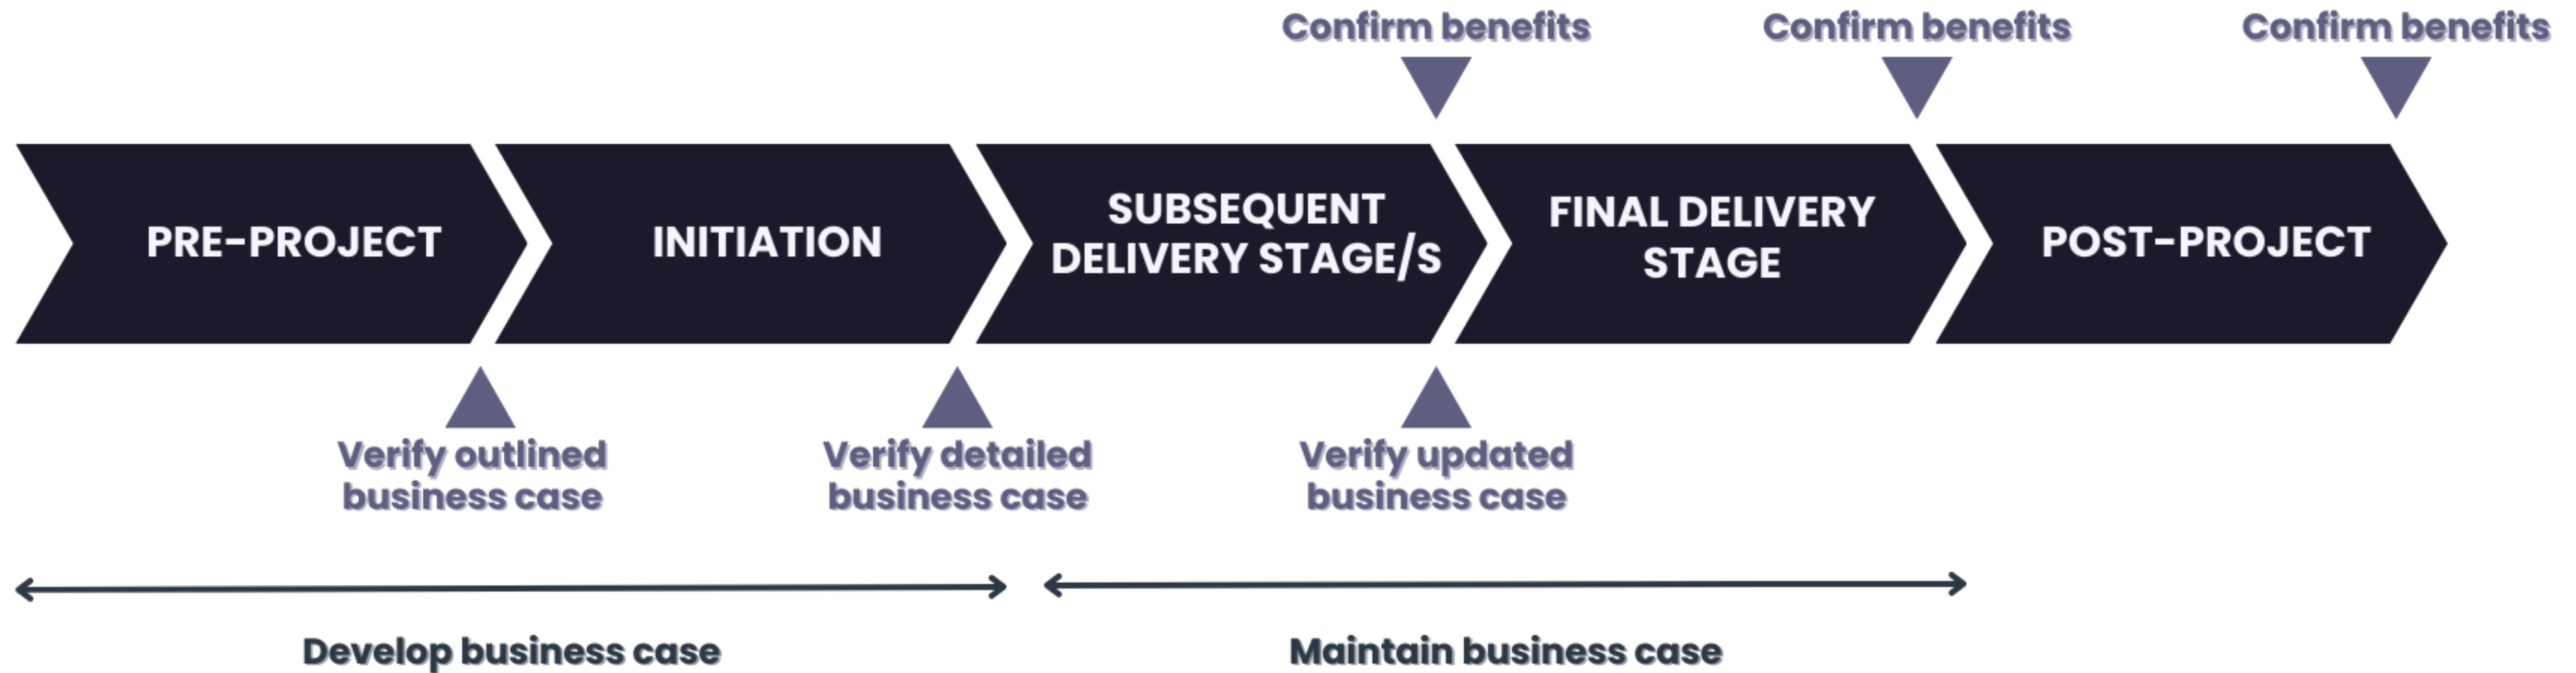 Confirm benefits
Confirm benefits
Confirm benefits
PRE-PROJECT
INITIATION
SUBSEQUENT
DELIVERY STAGE/S
FINAL DELIVERY
STAGE
POST-PROJECT
Verify outlined
business case
Verify detailed
business case
Verify updated
business case
Develop business case
Maintain business case